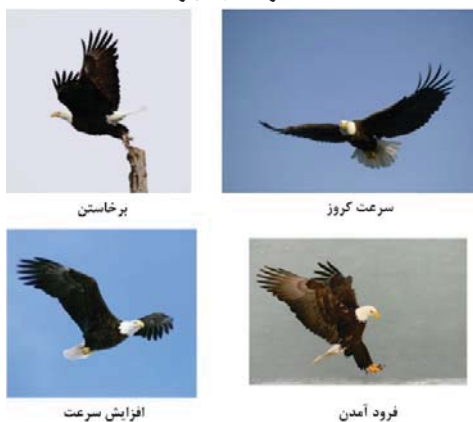 سرعت کروز
برخاستن
فرود آمدن
افزایش سرعت